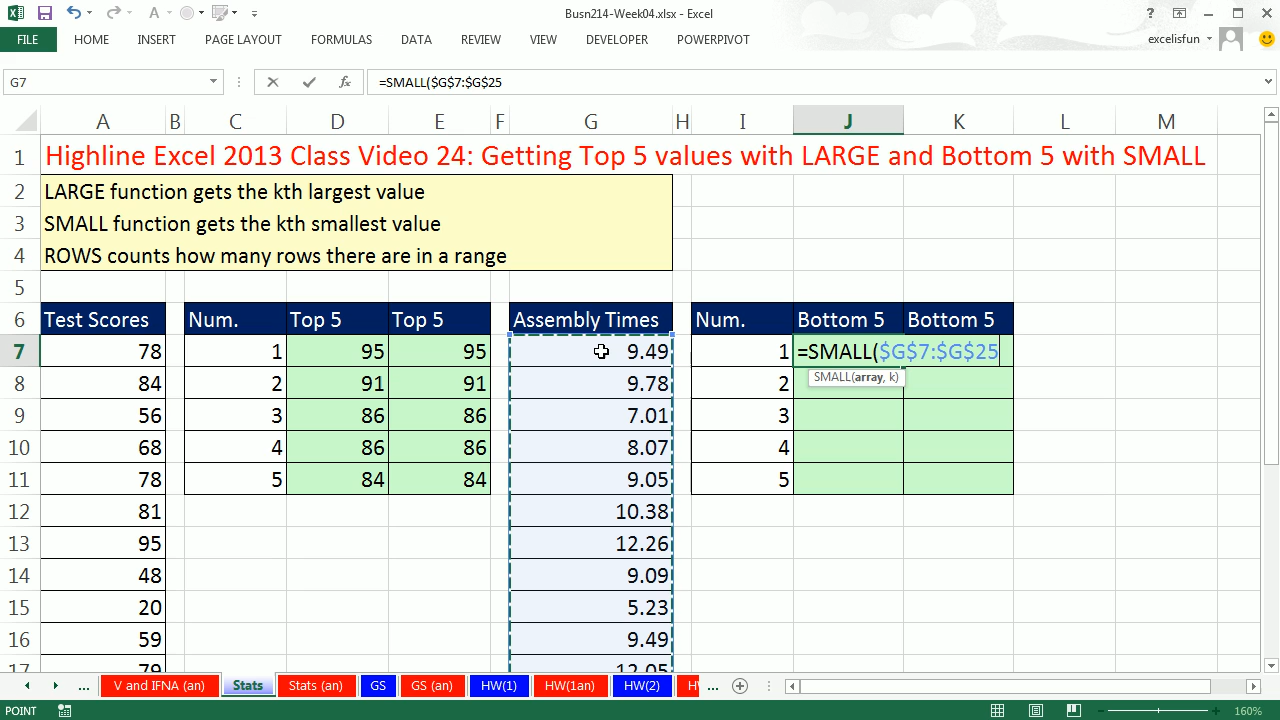 Busn214-Week04.xlsx - Excel
FILE HOME INSERT PAGE LAYOUT FORMULAS DATA REVIEW VIEW DEVELOPER POWERPIVOT excelisfun
G7 fx =SMALL($G$7:$G$25
A B C D E F G H I J K L M
1 Highline Excel 2013 Class Video 24: Getting Top 5 values with LARGE and Bottom 5 with SMALL
2 LARGE function gets the kth largest value
3 SMALL function gets the kth smallest value
4 ROWS counts how many rows there are in a range
5
6 Test Scores Num. Top 5 Top 5 Assembly Times Num. Bottom 5 Bottom 5
7 78 1 95 95 9.49 1 =SMALL($G$7:$G$25
SMALL(array, k)
8 84 2 91 91 9.78 2
9 56 3 86 86 7.01 3
10 68 4 86 86 8.07 4
11 78 5 84 84 9.05 5
12 81 10.38
13 95 12.26
14 48 9.09
15 20 5.23
16 59 9.49
17 79 12.05
... V and IFNA (an) Stats Stats (an) GS GS (an) HW(1) HW(1an) HW(2) ...
POINT 160%